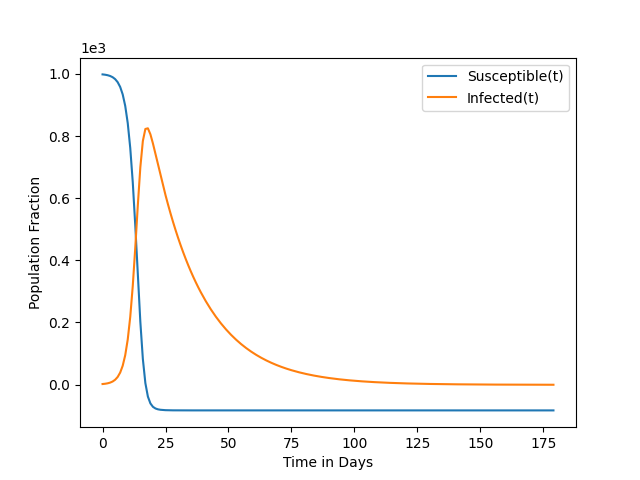 1e3
Susceptible(t)
Infected(t)
1.0
0.8
0.6
0.4
0.2
0.0
Population Fraction
0 25 50 75 100 125 150 175
Time in Days